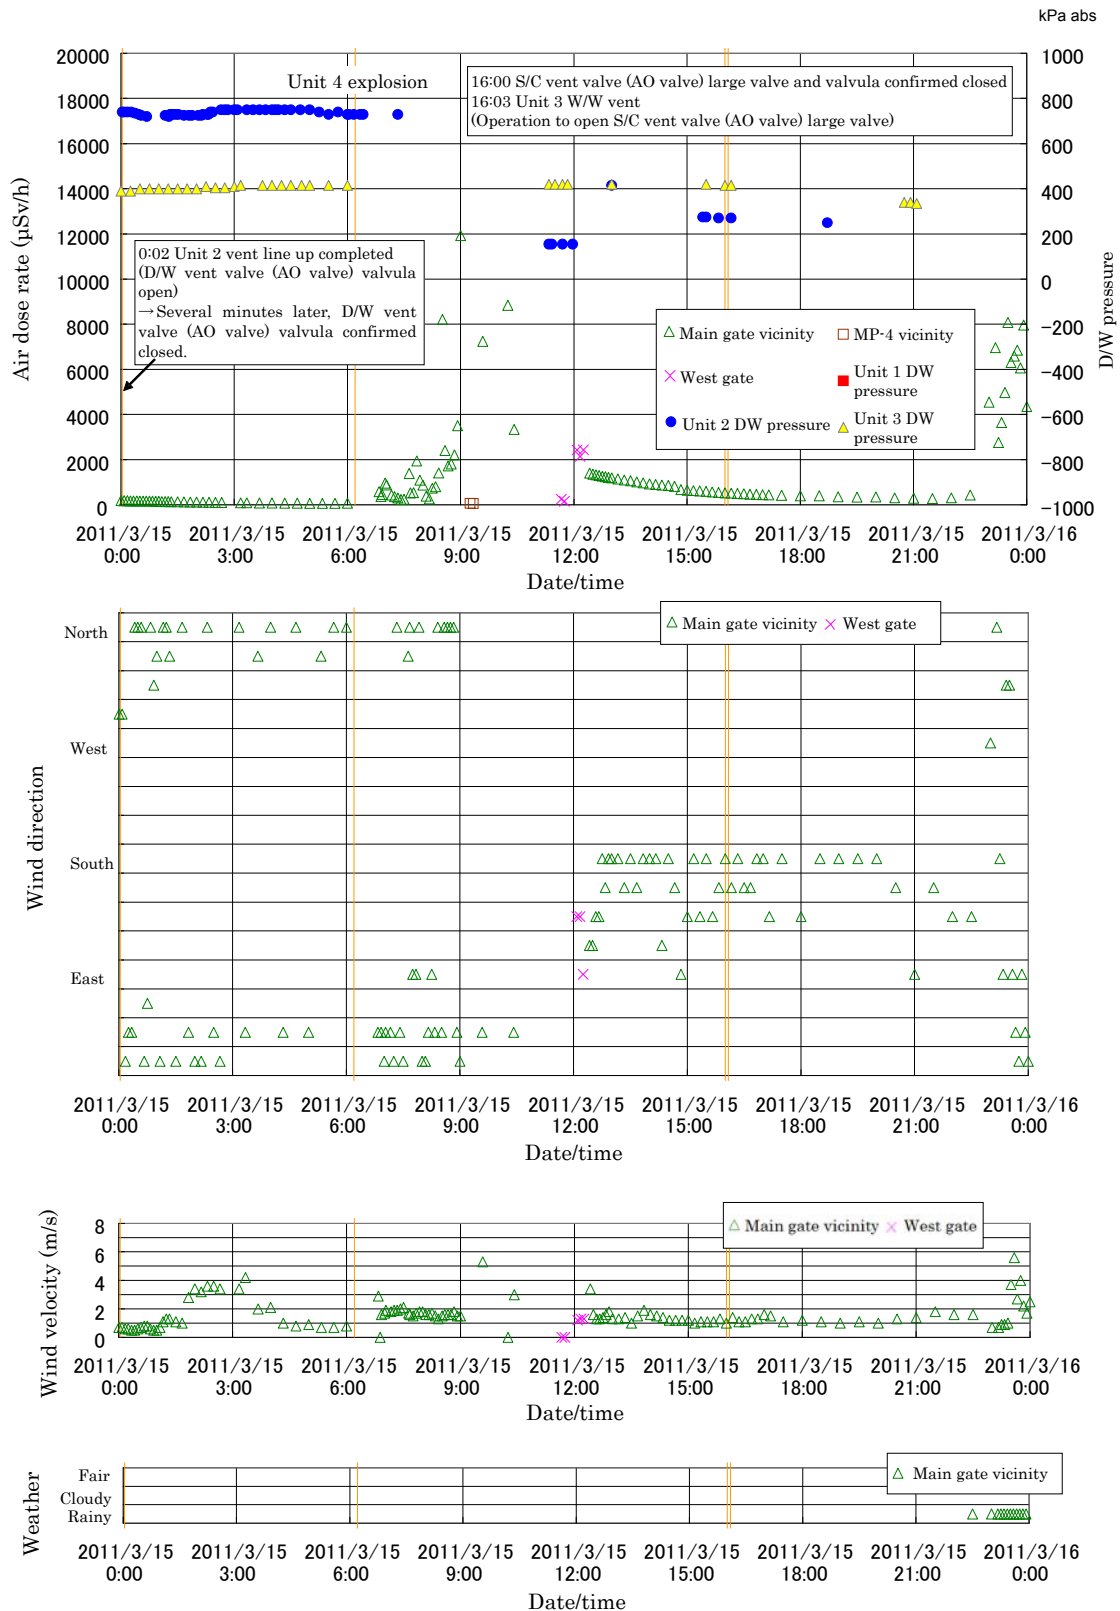 kPa abs
20000
18000
16000
14000
12000
10000
8000
6000
4000
2000
0
Air dose rate (μSv/h)
1000
800
600
400
200
0
−200
−400
−600
−800
−1000
D/W pressure
Unit 4 explosion
16:00 S/C vent valve (AO valve) large valve and valvula confirmed closed
16:03 Unit 3 W/W vent
(Operation to open S/C vent valve (AO valve) large valve)
0:02 Unit 2 vent line up completed
(D/W vent valve (AO valve) valvula
open)
→Several minutes later, D/W vent
valve (AO valve) valvula confirmed
closed.
Main gate vicinity
MP-4 vicinity
West gate
Unit 1 DW
pressure
Unit 2 DW pressure
Unit 3 DW
pressure
2011/3/15 2011/3/15 2011/3/15 2011/3/15 2011/3/15 2011/3/15 2011/3/15 2011/3/15 2011/3/16
0:00 3:00 6:00 9:00 12:00 15:00 18:00 21:00 0:00
Date/time
Main gate vicinity West gate
North
West
South
East
Wind direction
2011/3/15 2011/3/15 2011/3/15 2011/3/15 2011/3/15 2011/3/15 2011/3/15 2011/3/15 2011/3/16
0:00 3:00 6:00 9:00 12:00 15:00 18:00 21:00 0:00
Date/time
Main gate vicinity West gate
8
6
4
2
0
Wind velocity (m/s)
2011/3/15 2011/3/15 2011/3/15 2011/3/15 2011/3/15 2011/3/15 2011/3/15 2011/3/15 2011/3/16
0:00 3:00 6:00 9:00 12:00 15:00 18:00 21:00 0:00
Date/time
Main gate vicinity
Fair
Cloudy
Rainy
Weather
2011/3/15 2011/3/15 2011/3/15 2011/3/15 2011/3/15 2011/3/15 2011/3/15 2011/3/15 2011/3/16
0:00 3:00 6:00 9:00 12:00 15:00 18:00 21:00 0:00
Date/time